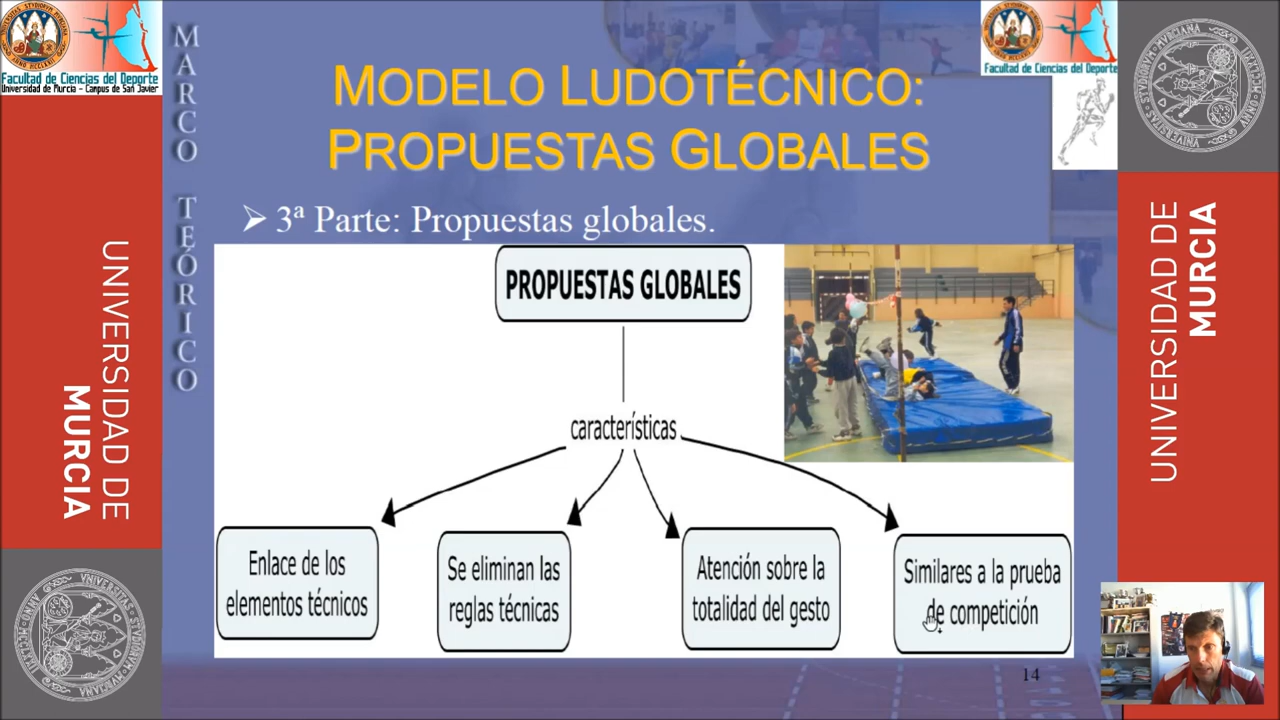 Facultad de Ciencias del Deporte
Universidad de Murcia - Campus de San Javier
Facultad de Ciencias del Deporte
MARCO TEÓRICO
MODELO LUDOTÉCNICO:
PROPUESTAS GLOBALES
3ª Parte: Propuestas globales.
PROPUESTAS GLOBALES
características
Enlace de los
elementos técnicos
Se eliminan las
reglas técnicas
Atención sobre la
totalidad del gesto
Similares a la prueba
de competición
14
UNIVERSIDAD DE
MURCIA
UNIVERSIDAD DE
MURCIA